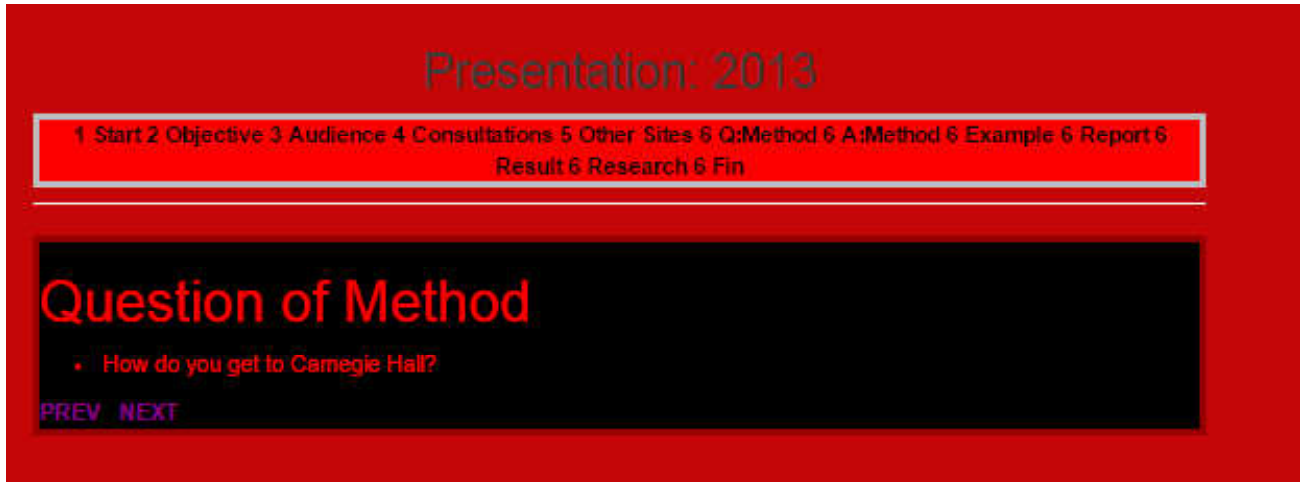 Presentation: 2013
1 Start 2 Objective 3 Audience 4 Consultations 5 Other Sites 6 Q:Method 6 A:Method 6 Example 6 Report 6
Result 6 Research 6 Fin
Question of Method
• How do you get to Carnegie Hall?
PREV NEXT